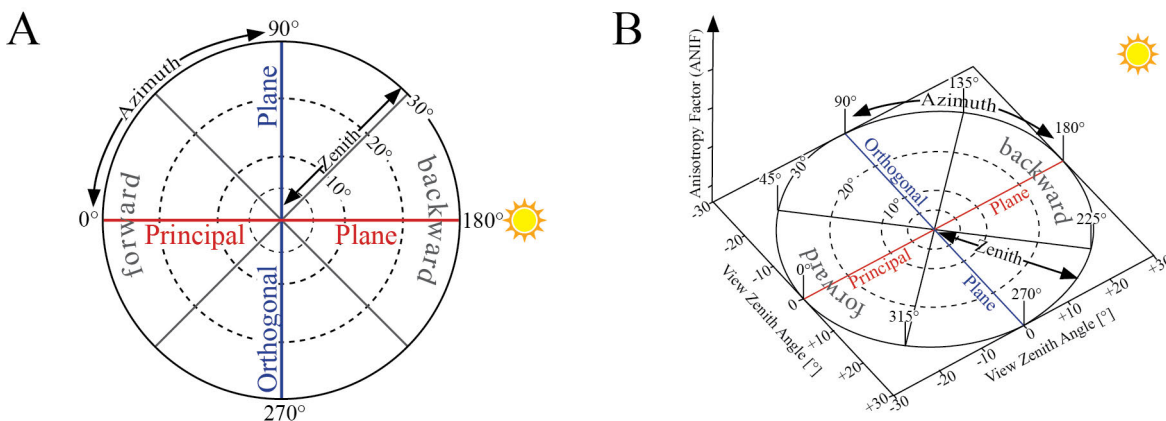 A
90°
Azimuth
Plane
30°
Zenith
20°
10°
forward
backward
0°
180°
Principal
Plane
Orthogonal
270°
B
Anisotropy Factor (ANIF)
135°
90°
Azimuth
180°
45°
30°
Orthogonal
backward
20°
10°
Plane
225°
-30
-20
-10
0
+10
+20
+30
View Zenith Angle [°]
0°
forward
Principal
Zenith
Plane
315°
270°
-30
-20
-10
0
+10
+20
+30
View Zenith Angle [°]